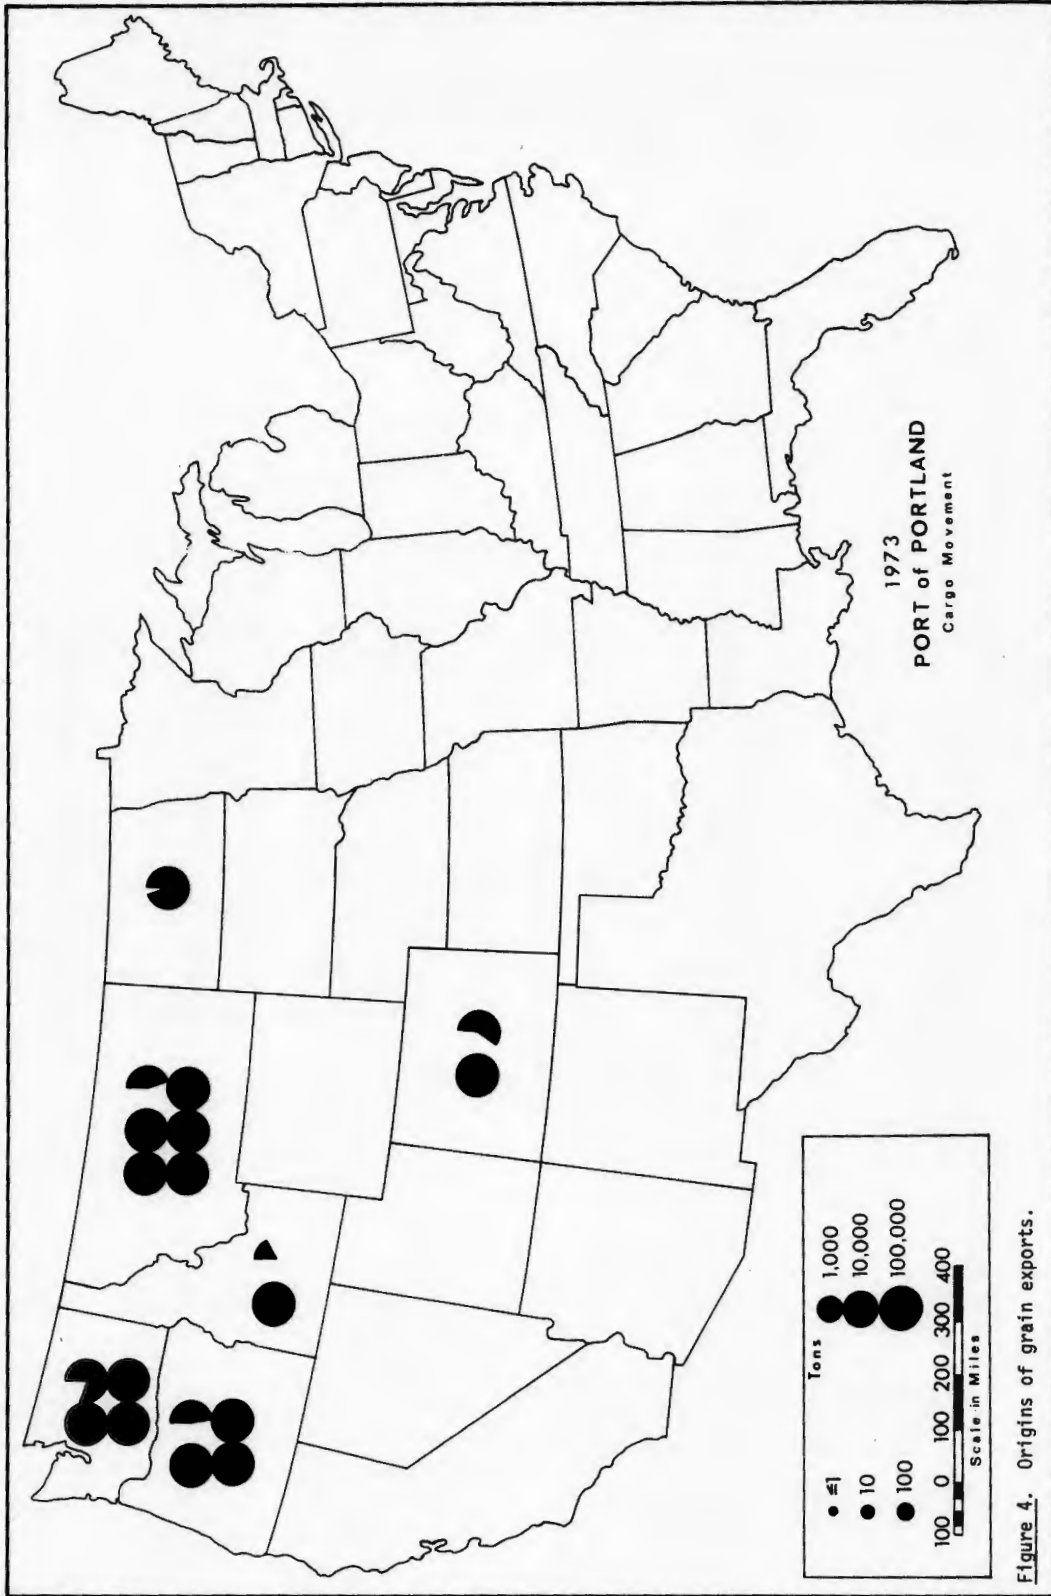 1973
PORT of PORTLAND
Cargo Movement
Tons
≤1
1,000
10
10,000
100
100,000
100 0 100 200 300 400
Scale in Miles
Figure 4. Origins of grain exports.